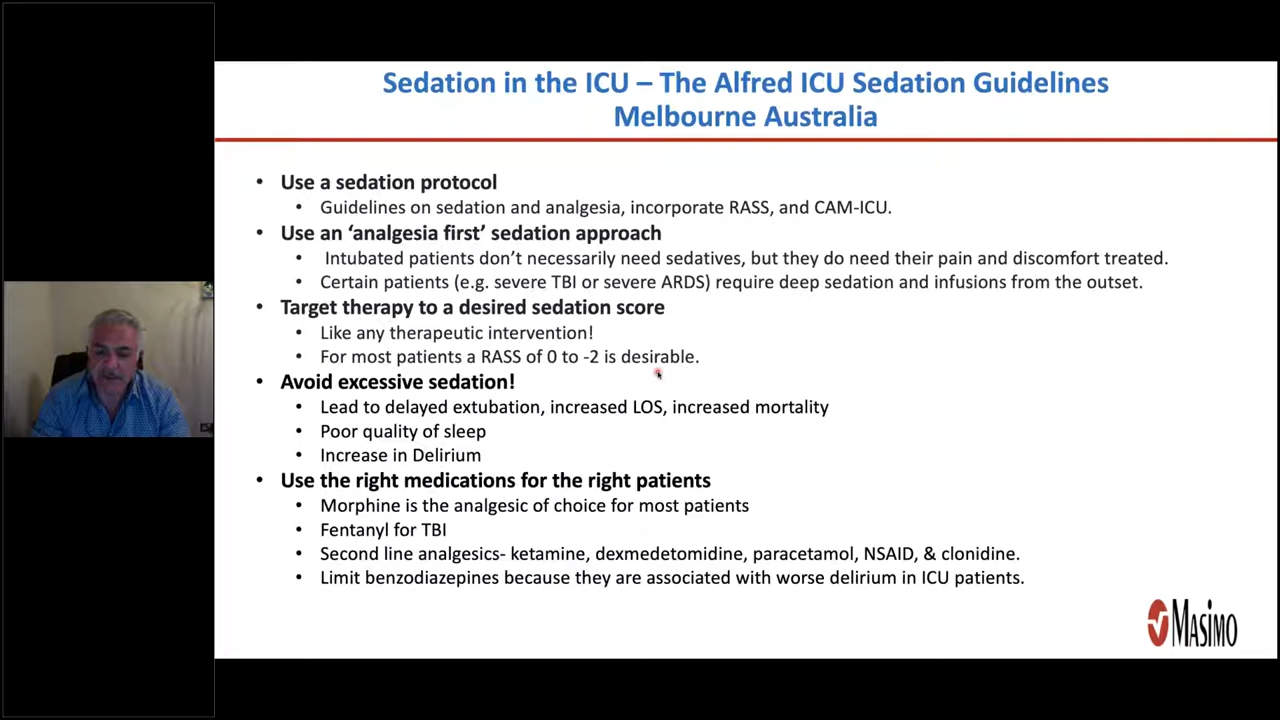 Sedation in the ICU – The Alfred ICU Sedation Guidelines
Melbourne Australia
• Use a sedation protocol
• Guidelines on sedation and analgesia, incorporate RASS, and CAM-ICU.
• Use an ‘analgesia first’ sedation approach
• Intubated patients don’t necessarily need sedatives, but they do need their pain and discomfort treated.
• Certain patients (e.g. severe TBI or severe ARDS) require deep sedation and infusions from the outset.
• Target therapy to a desired sedation score
• Like any therapeutic intervention!
• For most patients a RASS of 0 to -2 is desirable.
• Avoid excessive sedation!
• Lead to delayed extubation, increased LOS, increased mortality
• Poor quality of sleep
• Increase in Delirium
• Use the right medications for the right patients
• Morphine is the analgesic of choice for most patients
• Fentanyl for TBI
• Second line analgesics- ketamine, dexmedetomidine, paracetamol, NSAID, & clonidine.
• Limit benzodiazepines because they are associated with worse delirium in ICU patients.
Masimo